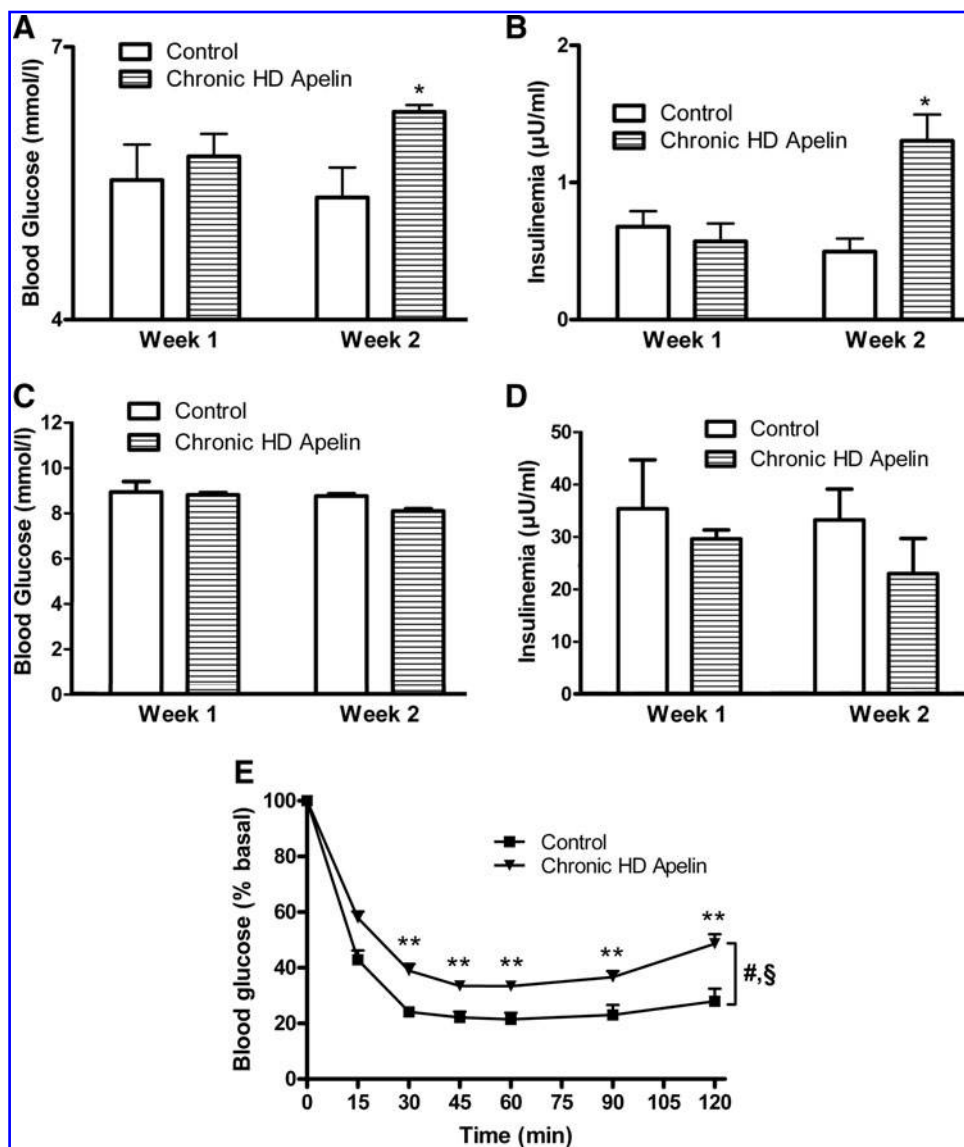 A
Blood Glucose (mmol/l)
7
4
Control
Chronic HD Apelin
*
Week 1
Week 2
B
Insulinemia (µU/ml)
2
1
0
Control
Chronic HD Apelin
*
Week 1
Week 2
C
Blood Glucose (mmol/l)
12
10
8
6
4
2
0
Control
Chronic HD Apelin
Week 1
Week 2
D
Insulinemia (µU/ml)
50
40
30
20
10
0
Control
Chronic HD Apelin
Week 1
Week 2
E
Blood glucose (% basal)
100
80
60
40
20
0
Control
Chronic HD Apelin
** ** ** ** **
#,§
0 15 30 45 60 75 90 105 120
Time (min)